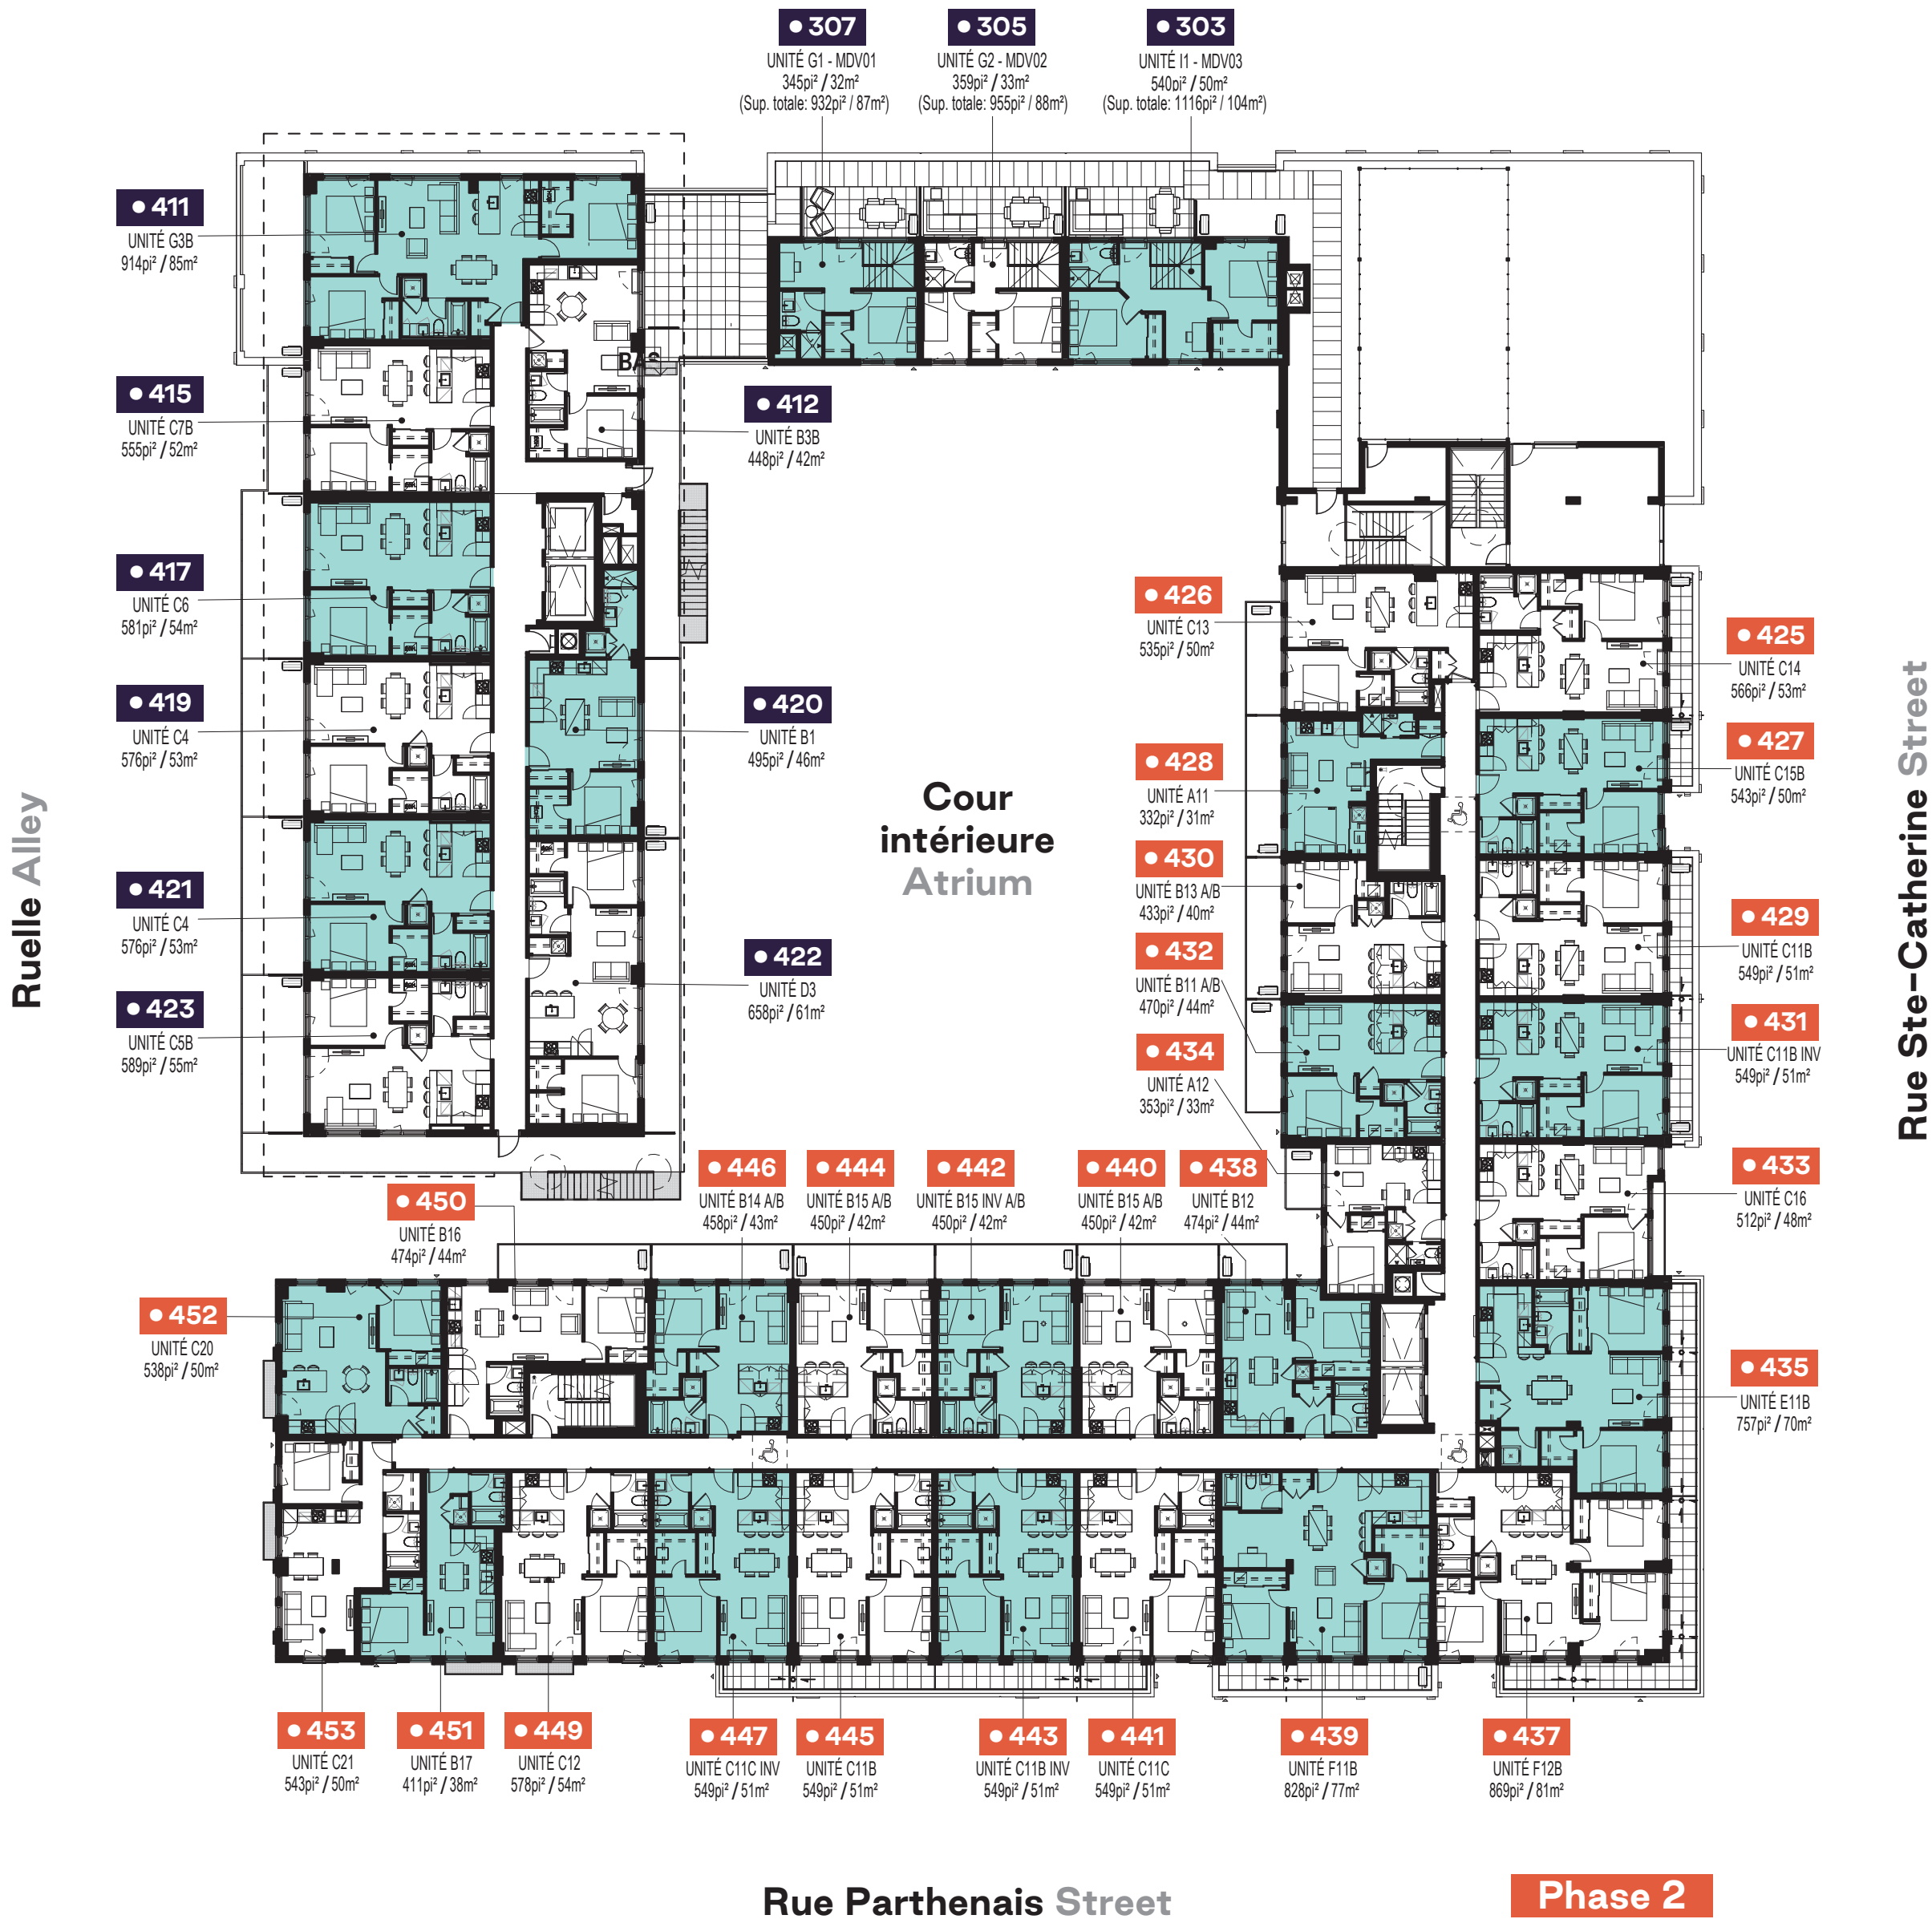 307
UNITÉ G1 - MDV01
345pi² / 32m²
(Sup. totale: 932pi² / 87m²)
305
UNITÉ G2 - MDV02
359pi² / 33m²
(Sup. totale: 955pi² / 88m²)
303
UNITÉ I1 - MDV03
540pi² / 50m²
(Sup. totale: 1116pi² / 104m²)
411
UNITÉ G3B
914pi² / 85m²
415
UNITÉ C7B
555pi² / 52m²
417
UNITÉ C6
581pi² / 54m²
419
UNITÉ C4
576pi² / 53m²
421
UNITÉ C4
576pi² / 53m²
423
UNITÉ C5B
589pi² / 55m²
BAS
412
UNITÉ B3B
448pi² / 42m²
420
UNITÉ B1
495pi² / 46m²
422
UNITÉ D3
658pi² / 61m²
Cour
intérieure
Atrium
Ruelle Alley
426
UNITÉ C13
535pi² / 50m²
428
UNITÉ A11
332pi² / 31m²
430
UNITÉ B13 A/B
433pi² / 40m²
432
UNITÉ B11 A/B
470pi² / 44m²
434
UNITÉ A12
353pi² / 33m²
425
UNITÉ C14
566pi² / 53m²
427
UNITÉ C15B
543pi² / 50m²
429
UNITÉ C11B
549pi² / 51m²
431
UNITÉ C11B INV
549pi² / 51m²
433
UNITÉ C16
512pi² / 48m²
435
UNITÉ E11B
757pi² / 70m²
Rue Ste-Catherine Street
446
UNITÉ B14 A/B
458pi² / 43m²
444
UNITÉ B15 A/B
450pi² / 42m²
442
UNITÉ B15 INV A/B
450pi² / 42m²
440
UNITÉ B15 A/B
450pi² / 42m²
438
UNITÉ B12
474pi² / 44m²
450
UNITÉ B16
474pi² / 44m²
452
UNITÉ C20
538pi² / 50m²
453
UNITÉ C21
543pi² / 50m²
451
UNITÉ B17
411pi² / 38m²
449
UNITÉ C12
578pi² / 54m²
447
UNITÉ C11C INV
549pi² / 51m²
445
UNITÉ C11B
549pi² / 51m²
443
UNITÉ C11B INV
549pi² / 51m²
441
UNITÉ C11C
549pi² / 51m²
439
UNITÉ F11B
828pi² / 77m²
437
UNITÉ F12B
869pi² / 81m²
Rue Parthenais Street
Phase 2